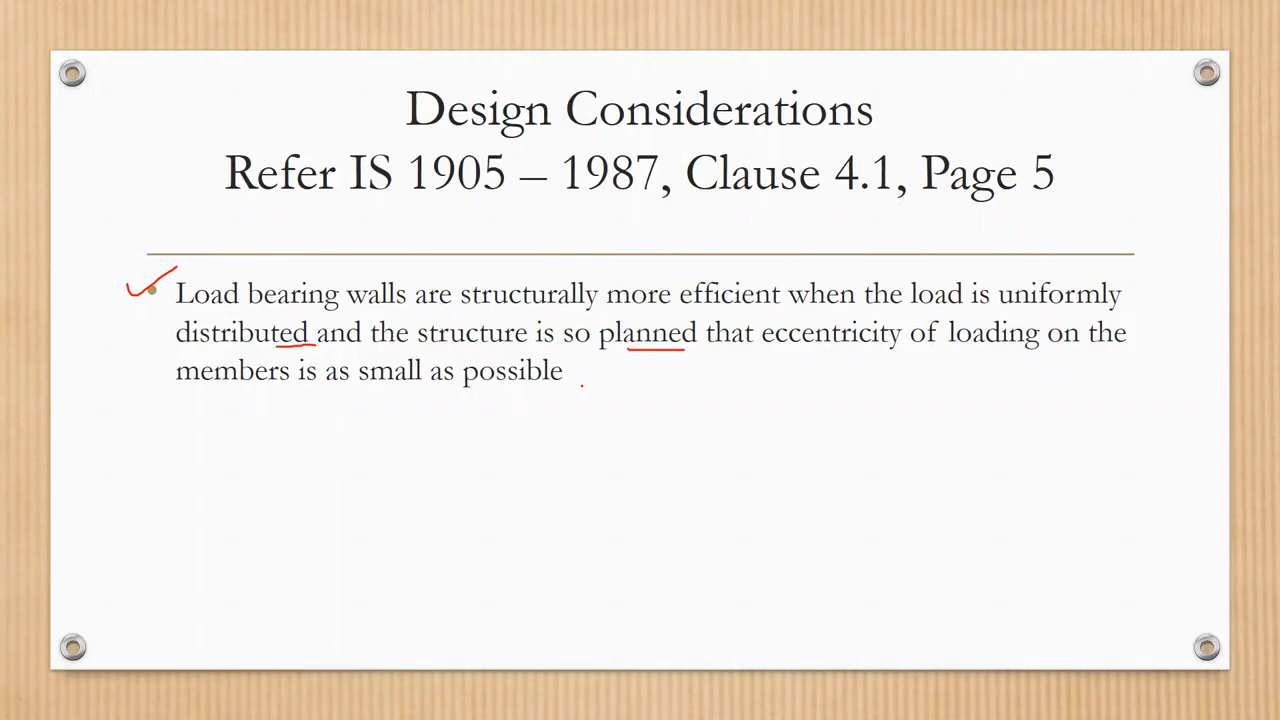 Design Considerations
Refer IS 1905 – 1987, Clause 4.1, Page 5
• Load bearing walls are structurally more efficient when the load is uniformly
distributed and the structure is so planned that eccentricity of loading on the
members is as small as possible